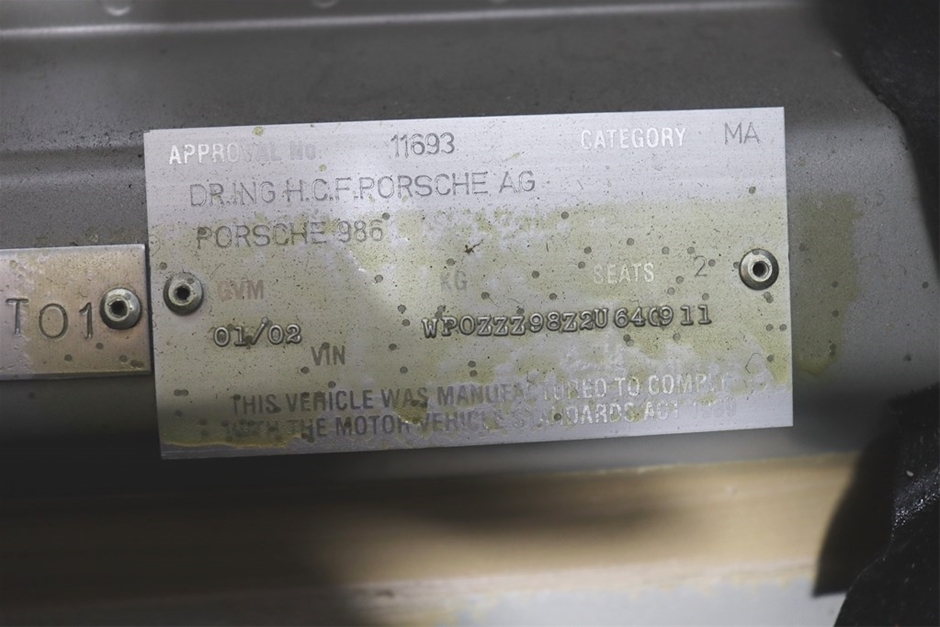 APPROVAL No. 11693 CATEGORY MA
DR.ING H.C.F.PORSCHE AG
PORSCHE 986
GVM KG SEATS 2
01/02 WP0ZZZ98Z2U640911
VIN
THIS VEHICLE WAS MANUFACTURED TO COMPLY
WITH THE MOTOR VEHICLE STANDARDS ACT 1989
T01